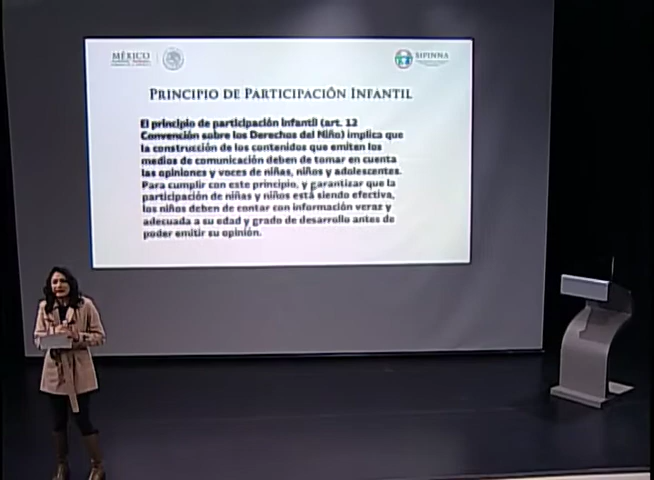 MÉXICO
SIPINNA
PRINCIPIO DE PARTICIPACIÓN INFANTIL
El principio de participación infantil (art. 12
Convención sobre los Derechos del Niño) implica que
la construcción de los contenidos que emiten los
medios de comunicación deben de tomar en cuenta
las opiniones y voces de niñas, niños y adolescentes.
Para cumplir con este principio, y garantizar que la
participación de niñas y niños está siendo efectiva,
los niños deben de contar con información veraz y
adecuada a su edad y grado de desarrollo antes de
poder emitir su opinión.